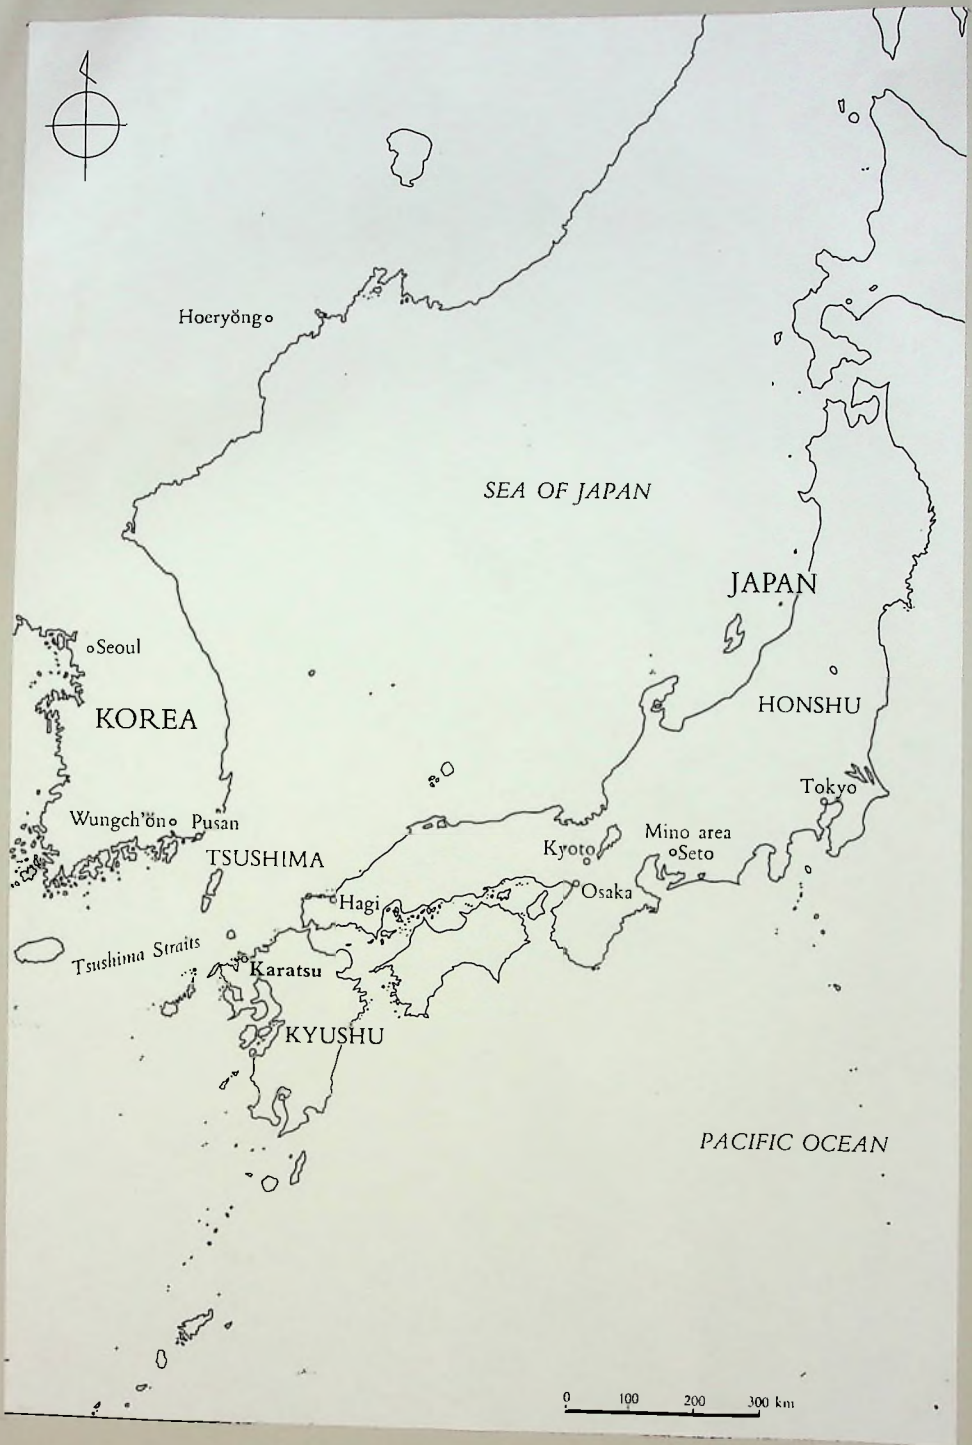 Hoeryŏng
SEA OF JAPAN
JAPAN
Seoul
KOREA
HONSHU
Tokyo
Wungch'ŏn
Pusan
Mino area
Seto
Kyoto
TSUSHIMA
Osaka
Hagi
Tsushima Straits
Karatsu
KYUSHU
PACIFIC OCEAN
0 100 200 300 km